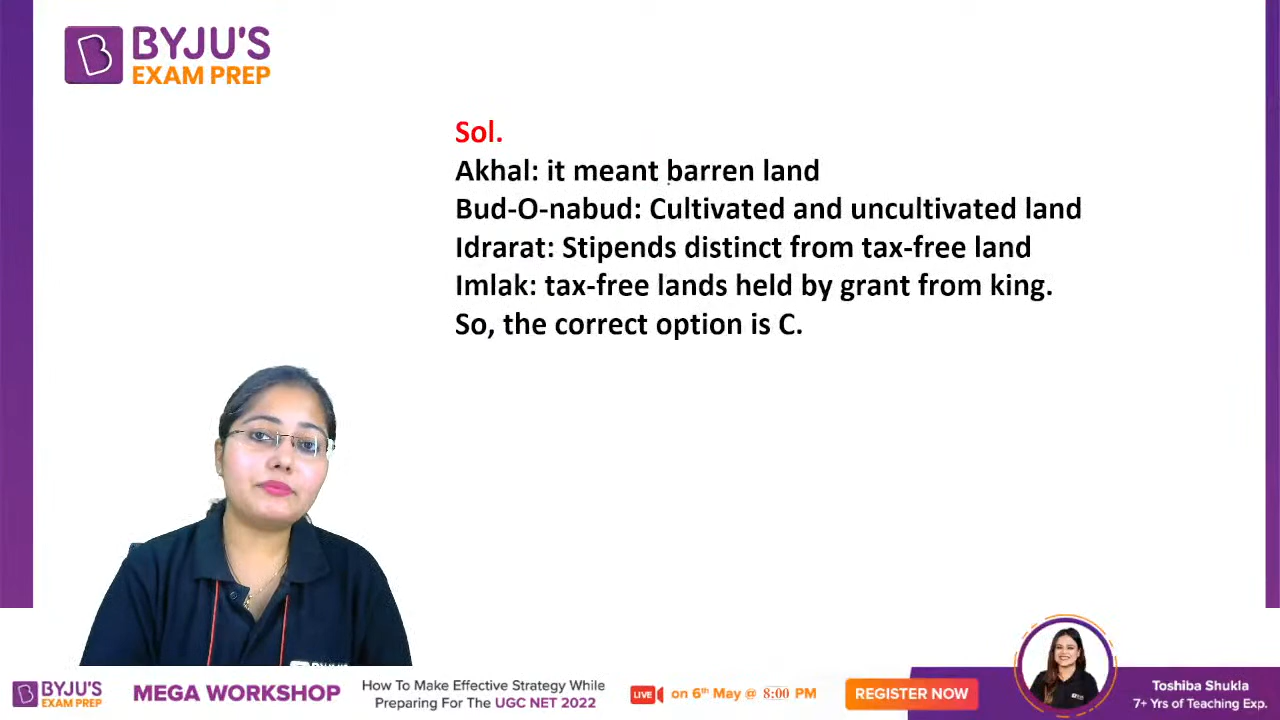 BYJU'S
EXAM PREP
Sol.
Akhal: it meant barren land
Bud-O-nabud: Cultivated and uncultivated land
Idrarat: Stipends distinct from tax-free land
Imlak: tax-free lands held by grant from king.
So, the correct option is C.
BYJU'S
EXAM PREP
MEGA WORKSHOP
How To Make Effective Strategy While
Preparing For The UGC NET 2022
LIVE
on 6th May @ 8:00 PM
REGISTER NOW
Toshiba Shukla
7+ Yrs of Teaching Exp.